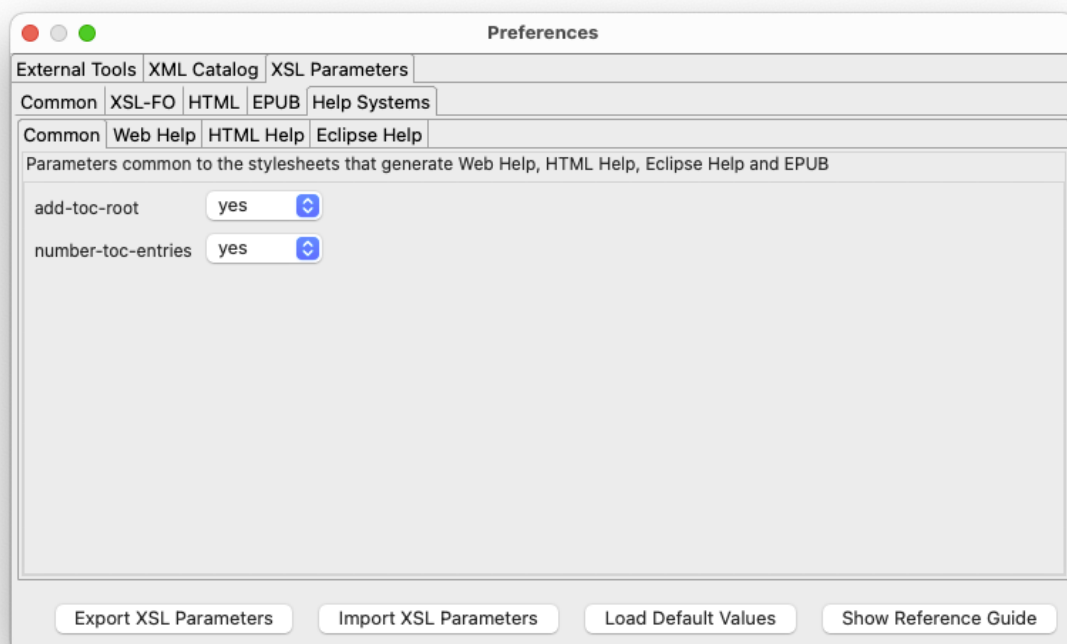 Preferences
External Tools XML Catalog XSL Parameters
Common XSL-FO HTML EPUB Help Systems
Common Web Help HTML Help Eclipse Help
Parameters common to the stylesheets that generate Web Help, HTML Help, Eclipse Help and EPUB
add-toc-root yes
number-toc-entries yes
Export XSL Parameters Import XSL Parameters Load Default Values Show Reference Guide